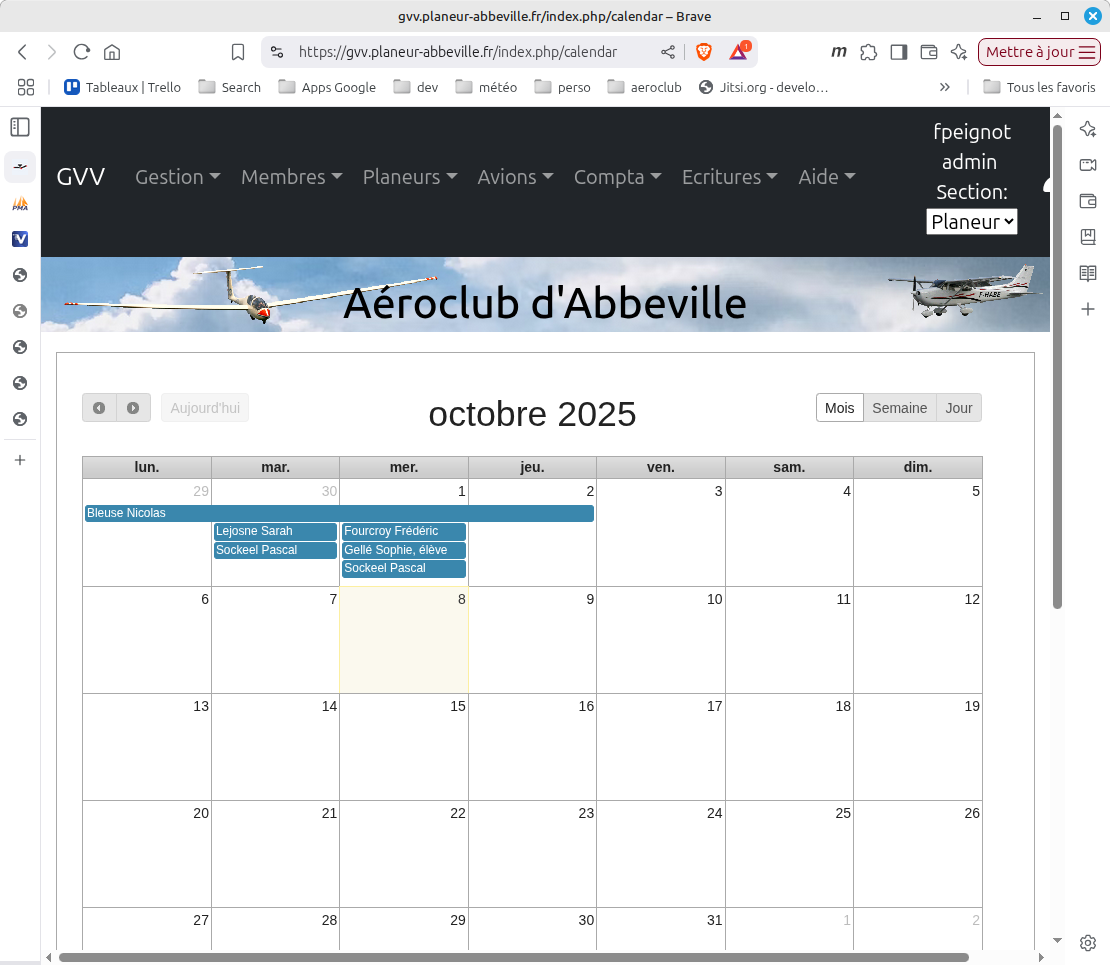 gvv.planeur-abbeville.fr/index.php/calendar – Brave
https://gvv.planeur-abbeville.fr/index.php/calendar
1
m
Mettre à jour
Tableaux | Trello
Search
Apps Google
dev
météo
perso
aeroclub
Jitsi.org - develo…
»
Tous les favoris
PMA
V
GVV
Gestion
Membres
Planeurs
Avions
Compta
Ecritures
Aide
fpeignot
admin
Section:
Planeur
Aéroclub d'Abbeville
F-HABE
Aujourd'hui
octobre 2025
Mois
Semaine
Jour
lun. mar. mer. jeu. ven. sam. dim.
29 30 1 2 3 4 5
Bleuse Nicolas
Lejosne Sarah
Fourcroy Frédéric
Sockeel Pascal
Gellé Sophie, élève
Sockeel Pascal
6 7 8 9 10 11 12
13 14 15 16 17 18 19
20 21 22 23 24 25 26
27 28 29 30 31 1 2